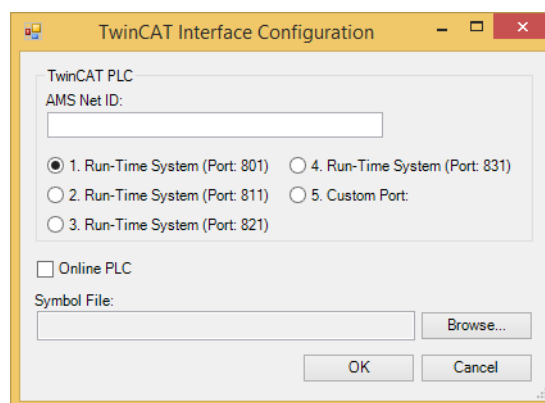 TwinCAT Interface Configuration
TwinCAT PLC
AMS Net ID:
1. Run-Time System (Port: 801)
4. Run-Time System (Port: 831)
2. Run-Time System (Port: 811)
5. Custom Port:
3. Run-Time System (Port: 821)
Online PLC
Symbol File:
Browse...
OK
Cancel